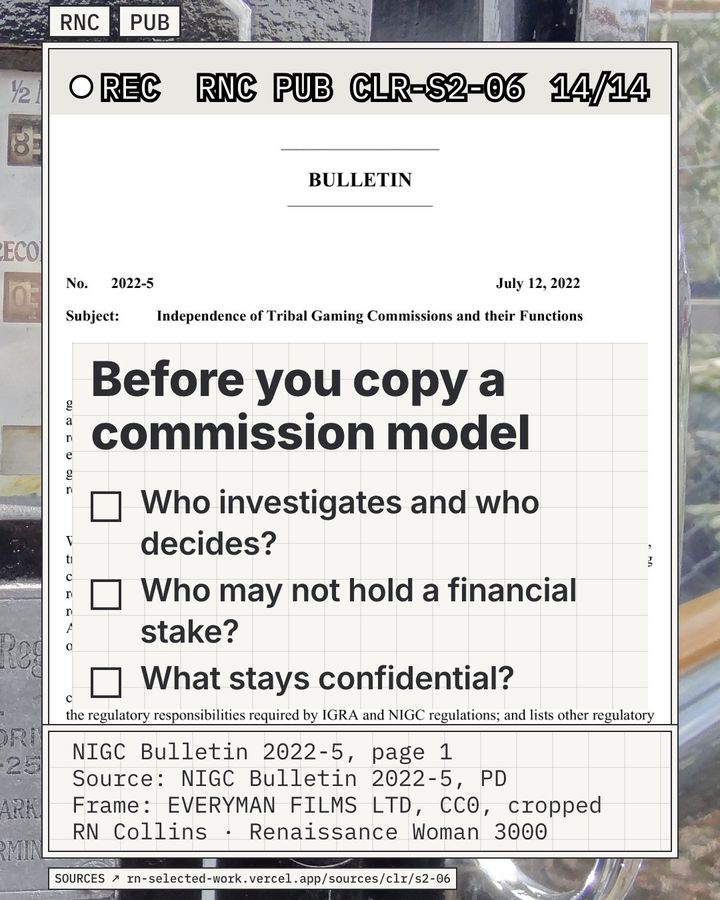 RNC PUB
REC RNC PUB CLR-S2-06 14/14
BULLETIN
No. 2022-5 July 12, 2022
Subject: Independence of Tribal Gaming Commissions and their Functions
Before you copy a
commission model
Who investigates and who
decides?
Who may not hold a financial
stake?
What stays confidential?
the regulatory responsibilities required by IGRA and NIGC regulations; and lists other regulatory
NIGC Bulletin 2022-5, page 1
Source: NIGC Bulletin 2022-5, PD
Frame: EVERYMAN FILMS LTD, CC0, cropped
RN Collins · Renaissance Woman 3000
SOURCES ↗ rn-selected-work.vercel.app/sources/clr/s2-06